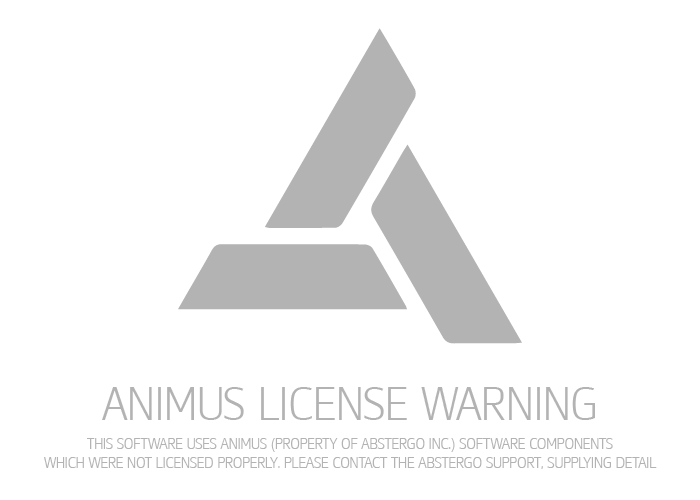 ANIMUS LICENSE WARNING
THIS SOFTWARE USES ANIMUS (PROPERTY OF ABSTERGO INC.) SOFTWARE COMPONENTS
WHICH WERE NOT LICENSED PROPERLY. PLEASE CONTACT THE ABSTERGO SUPPORT, SUPPLYING DETAIL